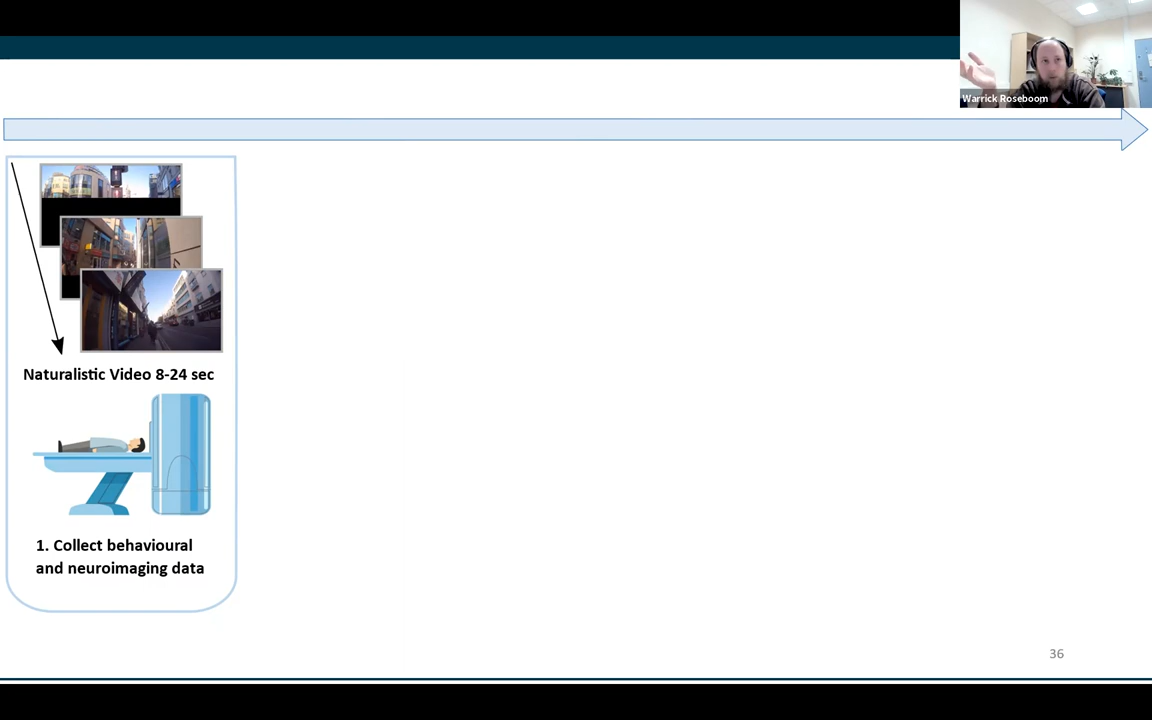 Warrick Roseboom
Naturalistic Video 8-24 sec
1. Collect behavioural
and neuroimaging data
36